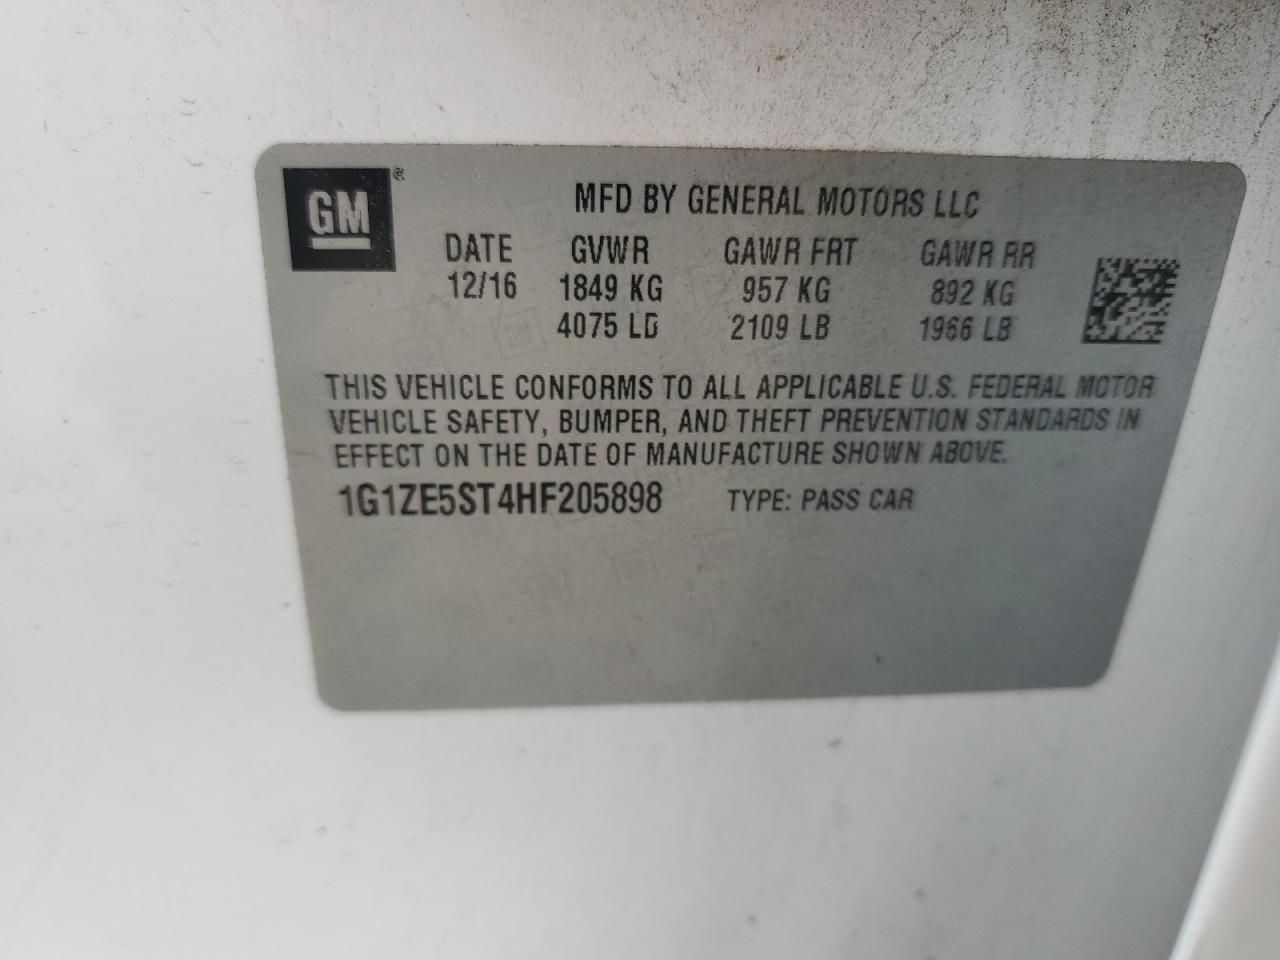 GM®
MFD BY GENERAL MOTORS LLC
DATE GVWR GAWR FRT GAWR RR
12/16 1849 KG 957 KG 892 KG
4075 LB 2109 LB 1966 LB
THIS VEHICLE CONFORMS TO ALL APPLICABLE U.S. FEDERAL MOTOR
VEHICLE SAFETY, BUMPER, AND THEFT PREVENTION STANDARDS IN
EFFECT ON THE DATE OF MANUFACTURE SHOWN ABOVE.
1G1ZE5ST4HF205898 TYPE: PASS CAR